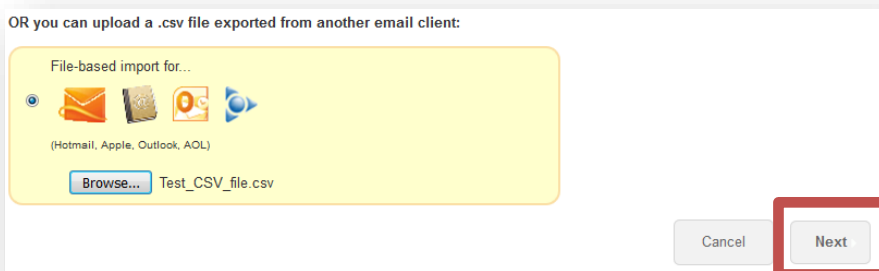 OR you can upload a .csv file exported from another email client:
File-based import for...
(Hotmail, Apple, Outlook, AOL)
Browse... Test_CSV_file.csv
Cancel Next